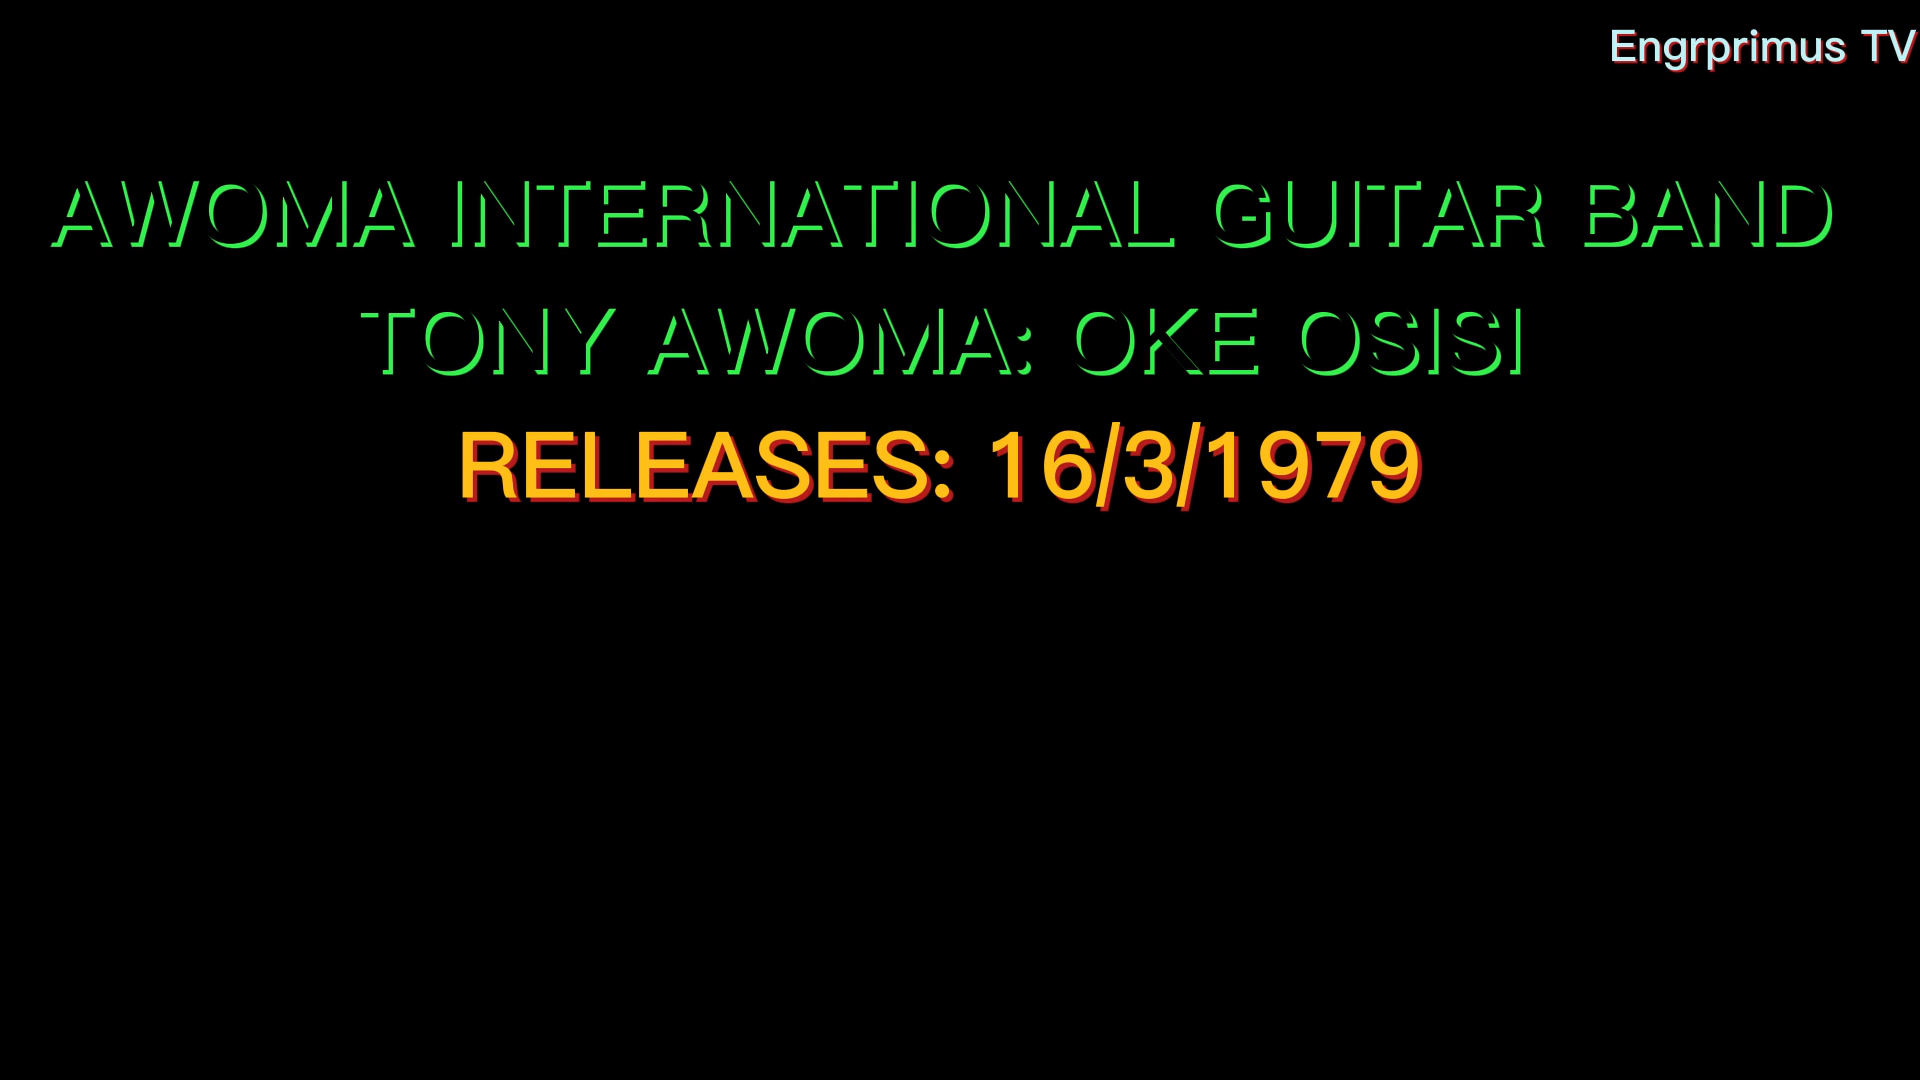 Engrprimus TV
AWOMA INTERNATIONAL GUITAR BAND
TONY AWOMA: OKE OSISI
RELEASES: 16/3/1979